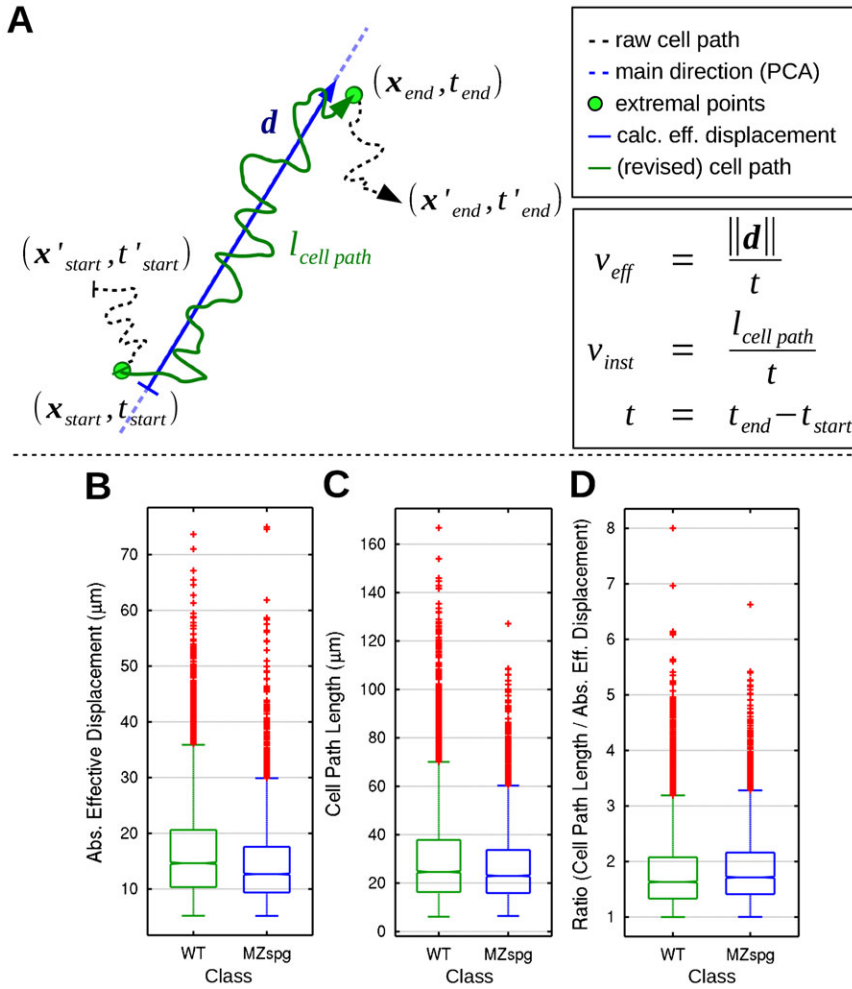 A
(x_end, t_end)
d
(x'_end, t'_end)
(x'_start, t'_start)
l_cell path
(x_start, t_start)
raw cell path
main direction (PCA)
extremal points
calc. eff. displacement
(revised) cell path
v_eff = ||d|| / t
v_inst = l_cell path / t
t = t_end − t_start
B
Abs. Effective Displacement (μm)
70
60
50
40
30
20
10
WT MZspg
Class
C
Cell Path Length (μm)
160
140
120
100
80
60
40
20
0
WT MZspg
Class
D
Ratio (Cell Path Length / Abs. Eff. Displacement)
8
7
6
5
4
3
2
1
WT MZspg
Class